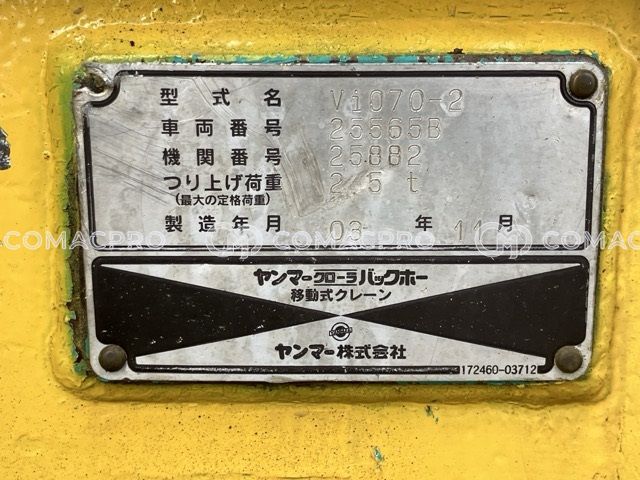 型式名 Vi070-2
車両番号 25565B
機関番号 25882
つり上げ荷重 2.5 t
(最大の定格荷重)
製造年月 03 年 11 月
COMACPRO COMACPRO COMACPRO
ヤンマークローラバックホー
移動式クレーン
ヤンマー株式会社
172460-03712